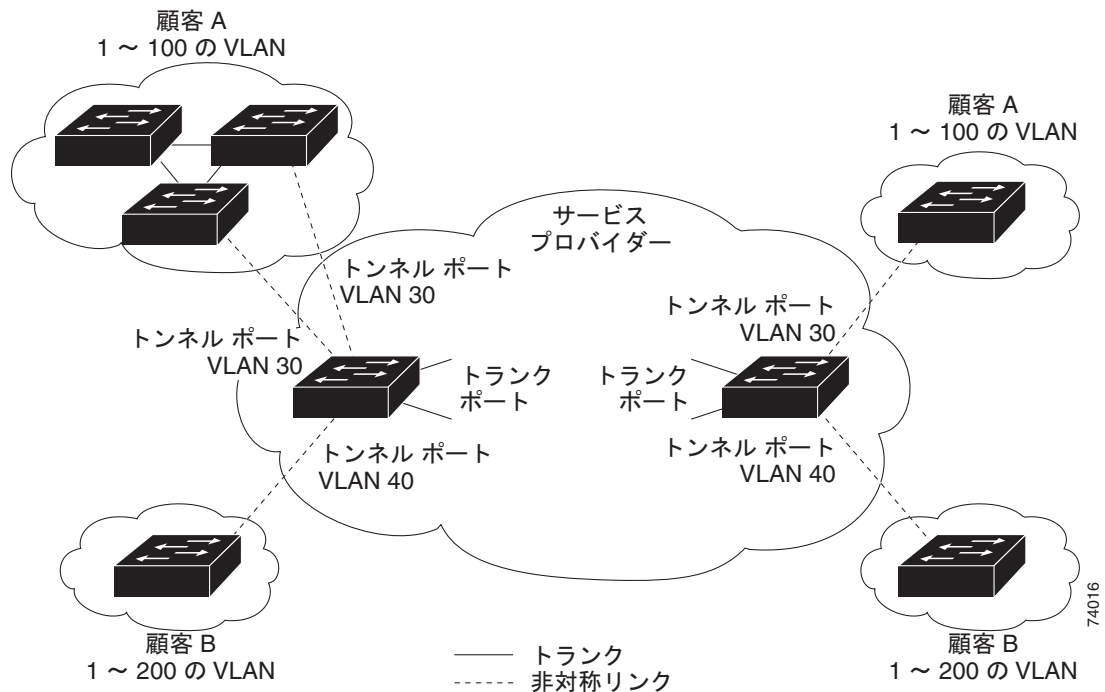 顧客 A
1 ～ 100 の VLAN
顧客 A
1 ～ 100 の VLAN
サービス
プロバイダー
トンネル ポート
VLAN 30
トンネル ポート
VLAN 30
トンネル ポート
VLAN 30
トランク
ポート
トランク
ポート
トンネル ポート
VLAN 40
トンネル ポート
VLAN 40
顧客 B
1 ～ 200 の VLAN
顧客 B
1 ～ 200 の VLAN
74016
トランク
非対称リンク